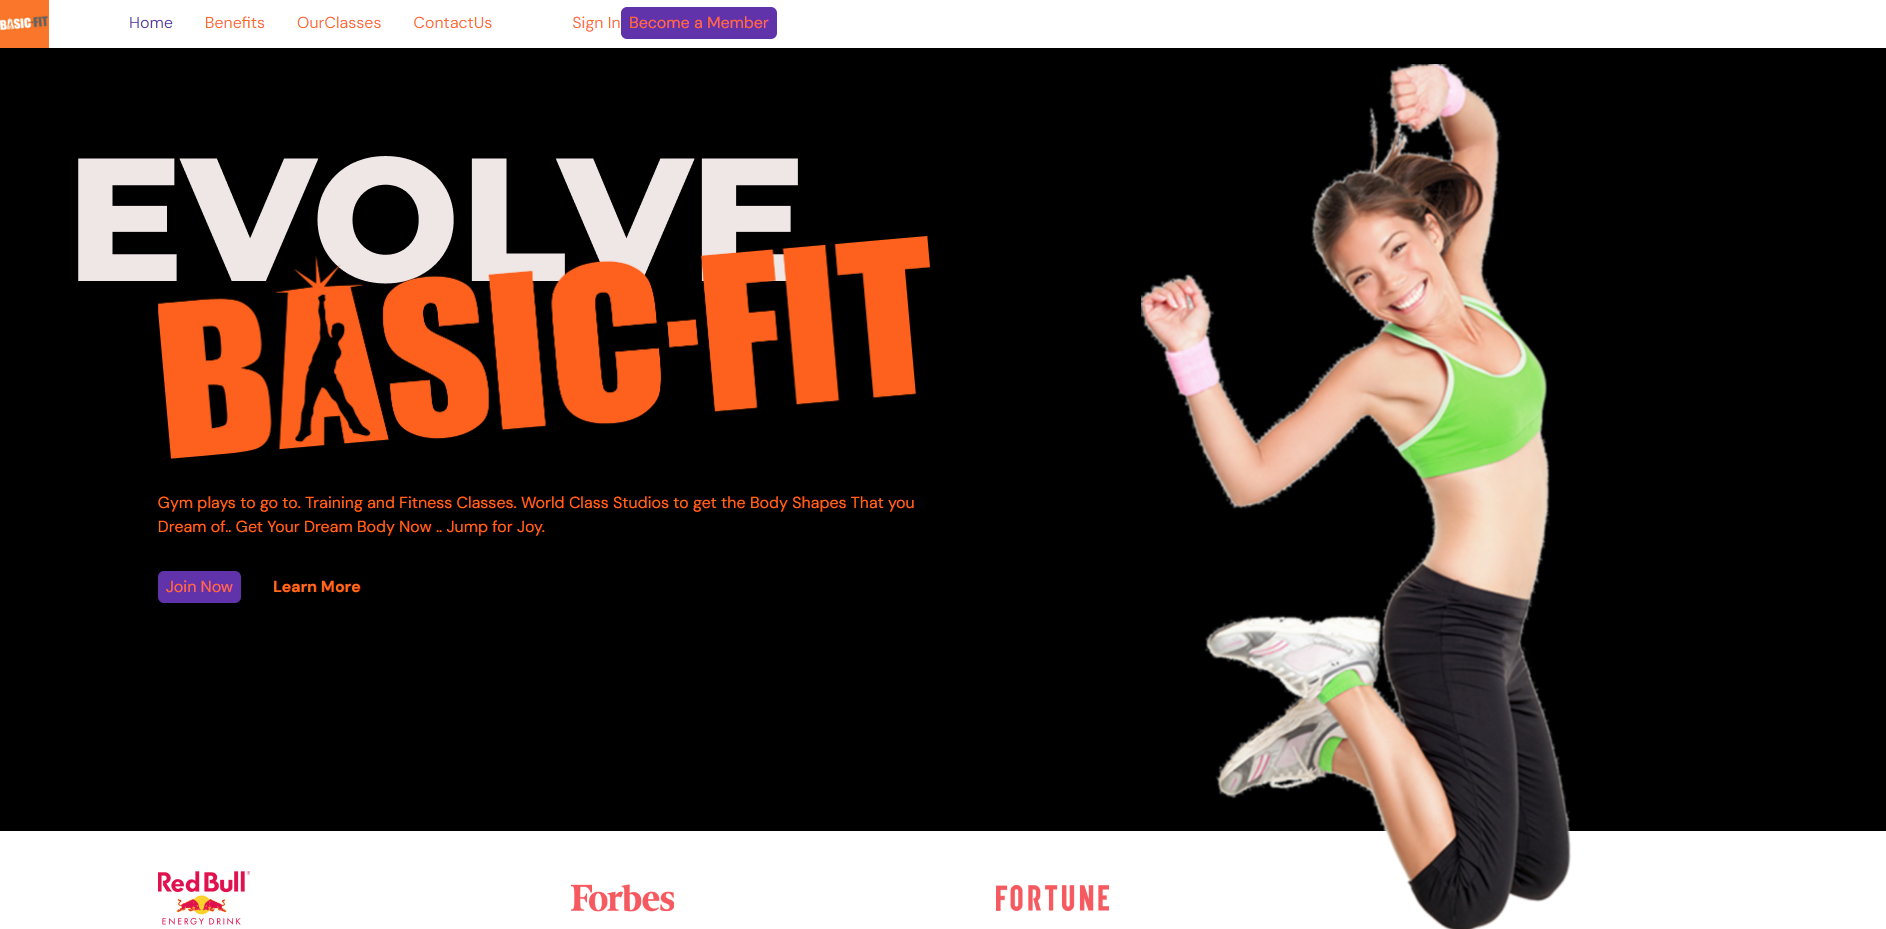 BASIC-FIT
Home Benefits OurClasses ContactUs Sign In Become a Member
EVOLVE
BASIC-FIT
Gym plays to go to. Training and Fitness Classes. World Class Studios to get the Body Shapes That you
Dream of.. Get Your Dream Body Now .. Jump for Joy.
Join Now Learn More
Red Bull
ENERGY DRINK
Forbes
FORTUNE